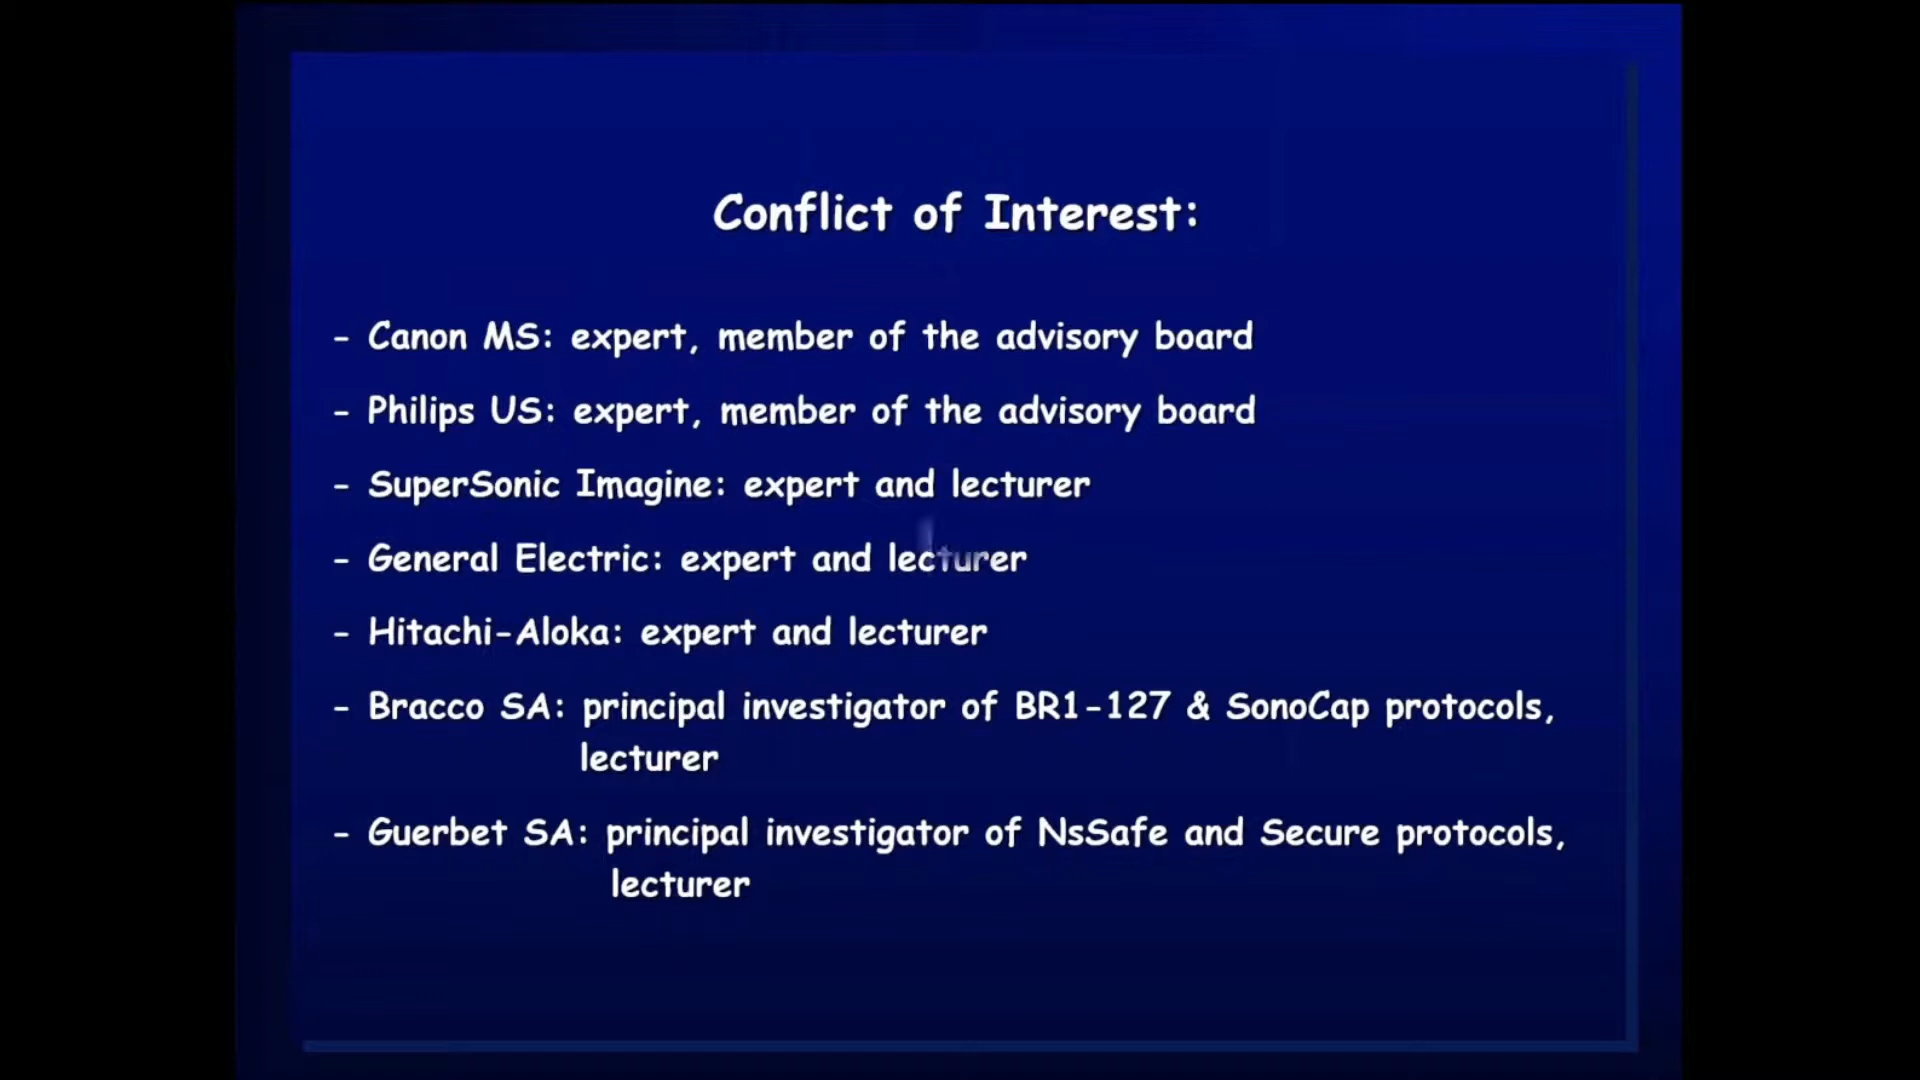 Conflict of Interest:
- Canon MS: expert, member of the advisory board
- Philips US: expert, member of the advisory board
- SuperSonic Imagine: expert and lecturer
- General Electric: expert and lecturer
- Hitachi-Aloka: expert and lecturer
- Bracco SA: principal investigator of BR1-127 & SonoCap protocols,
lecturer
- Guerbet SA: principal investigator of NsSafe and Secure protocols,
lecturer